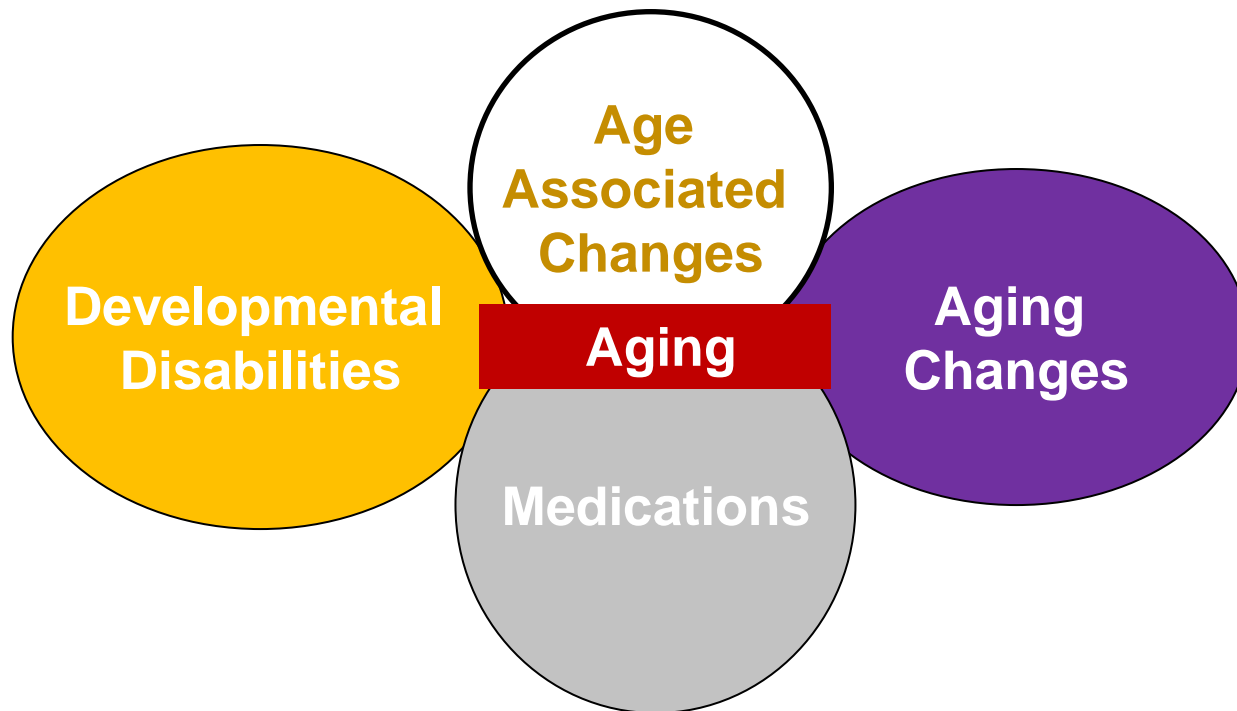 Age
Associated
Changes
Developmental
Disabilities
Aging
Aging
Changes
Medications